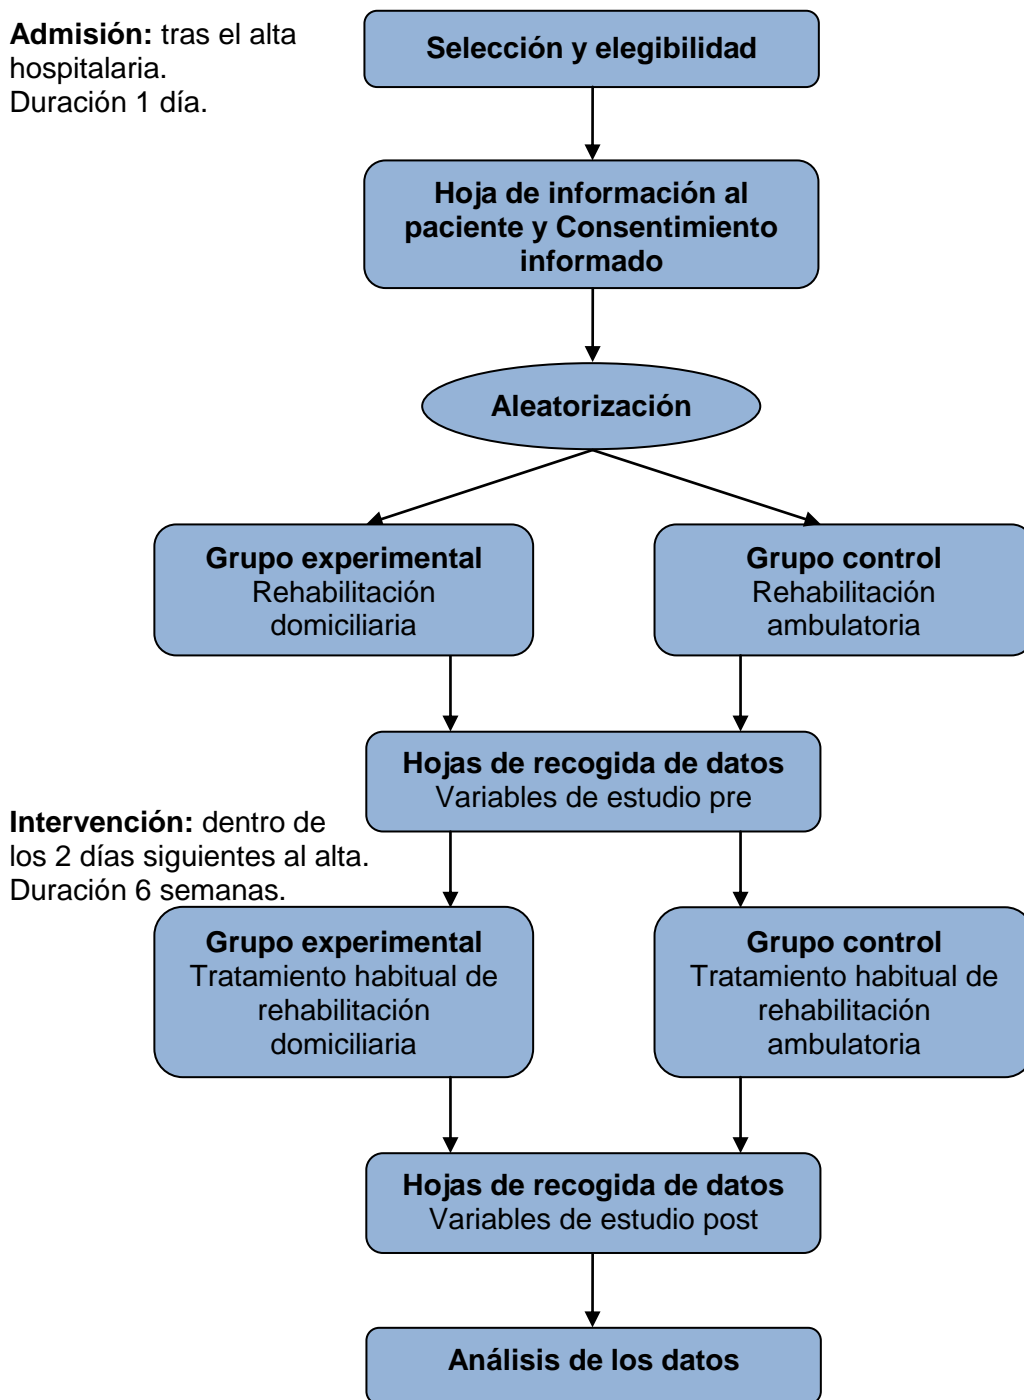 Admisión: tras el alta
hospitalaria.
Duración 1 día.
Selección y elegibilidad
Hoja de información al
paciente y Consentimiento
informado
Aleatorización
Grupo experimental
Rehabilitación
domiciliaria
Grupo control
Rehabilitación
ambulatoria
Hojas de recogida de datos
Variables de estudio pre
Intervención: dentro de
los 2 días siguientes al alta.
Duración 6 semanas.
Grupo experimental
Tratamiento habitual de
rehabilitación
domiciliaria
Grupo control
Tratamiento habitual de
rehabilitación
ambulatoria
Hojas de recogida de datos
Variables de estudio post
Análisis de los datos